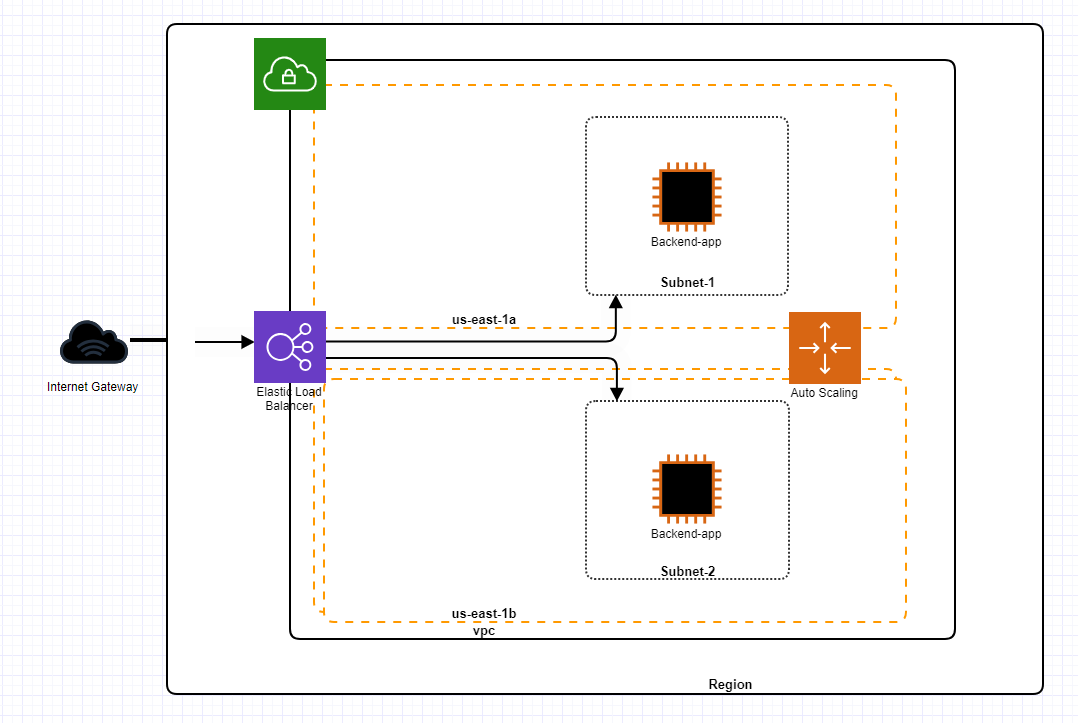 Backend-app
Subnet-1
us-east-1a
Internet Gateway
Elastic Load
Balancer
Auto Scaling
Backend-app
Subnet-2
us-east-1b
vpc
Region